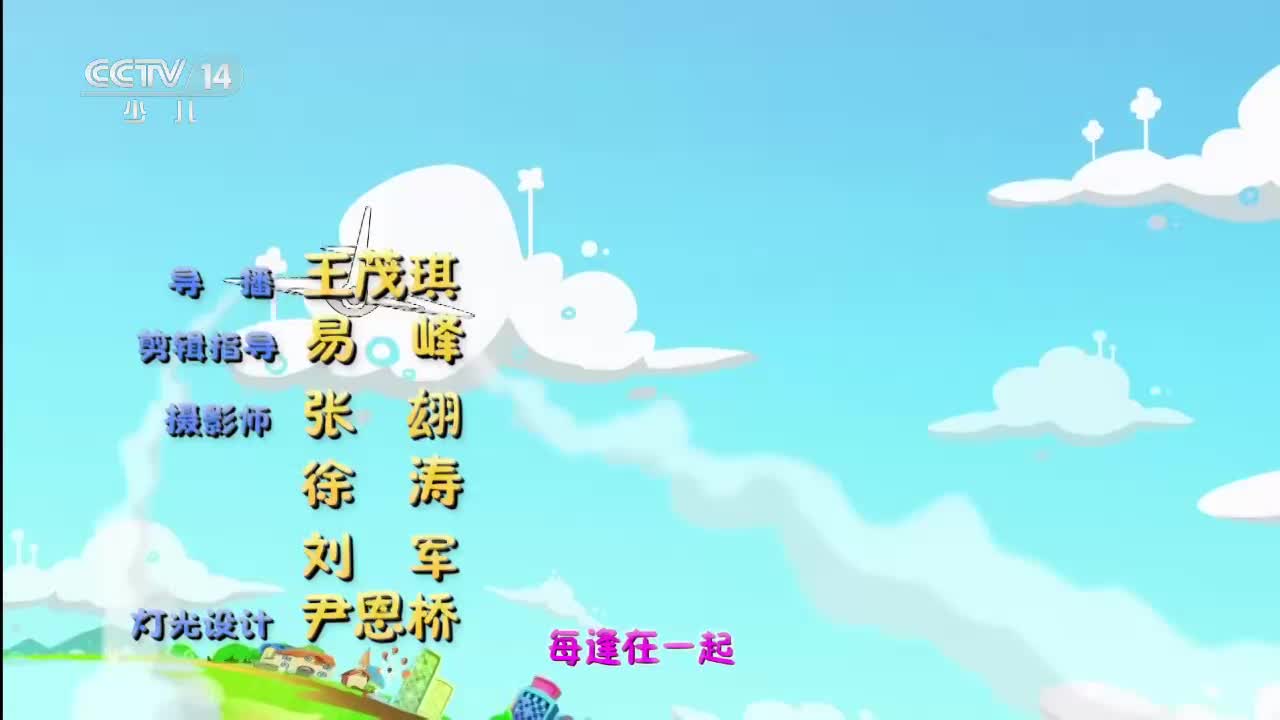 CCTV 14
少儿
导 播 王茂琪
剪辑指导 易 峰
摄影师 张 翃
徐 涛
刘 军
灯光设计 尹恩桥
每逢在一起